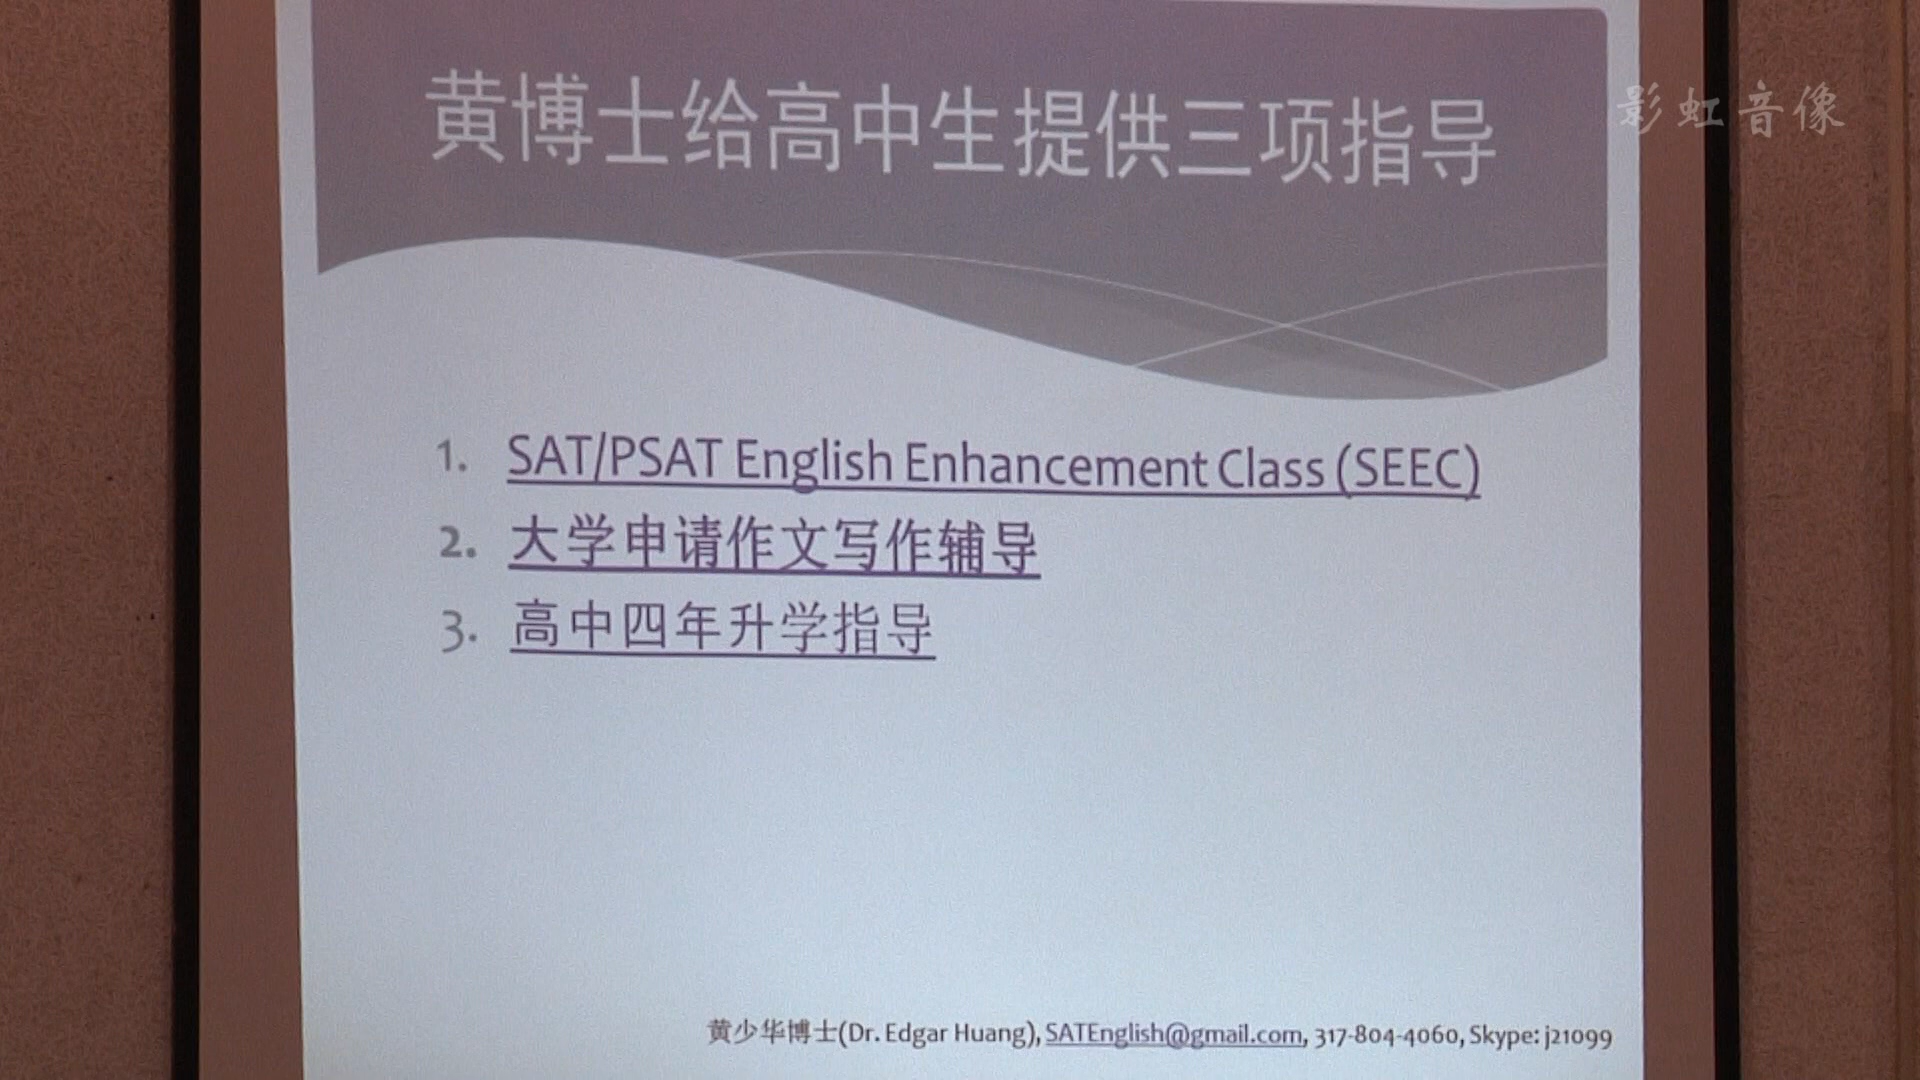 黄博士给高中生提供三项指导
影虹音像
1. SAT/PSAT English Enhancement Class (SEEC)
2. 大学申请作文写作辅导
3. 高中四年升学指导
黄少华博士(Dr. Edgar Huang), SATEnglish@gmail.com, 317-804-4060, Skype: j21099